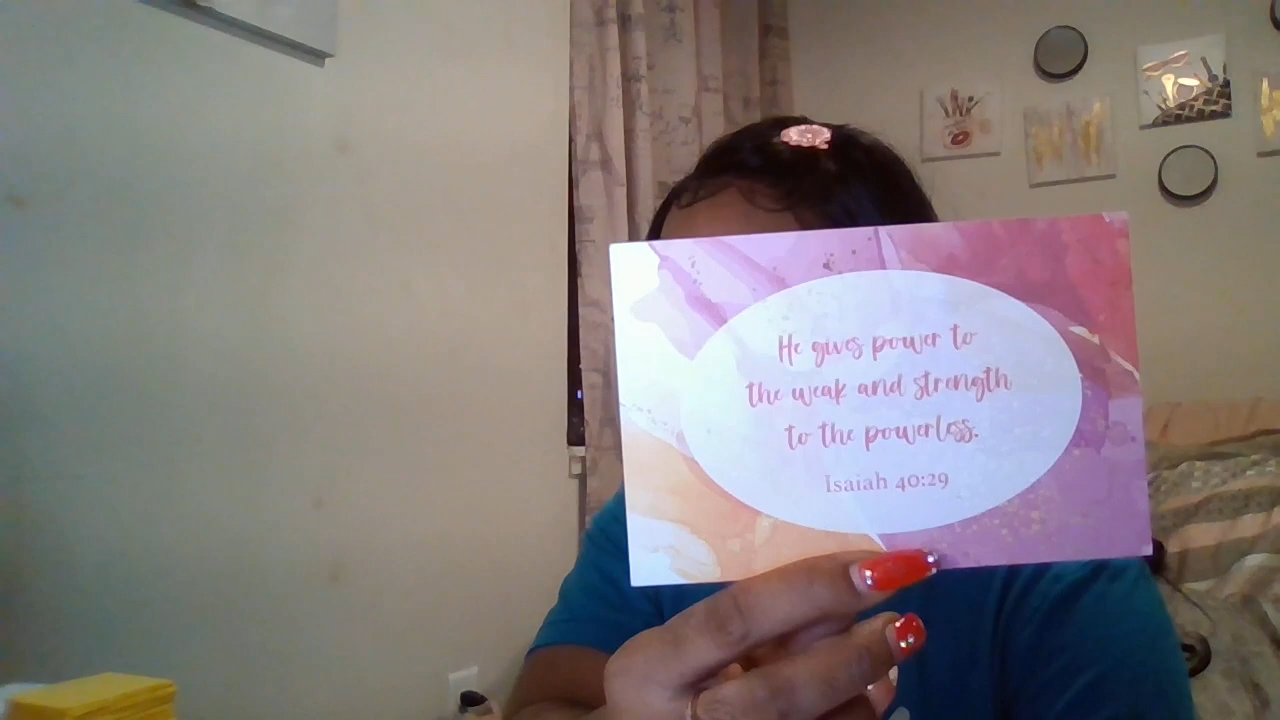 He gives power to
the weak and strength
to the powerless.
Isaiah 40:29